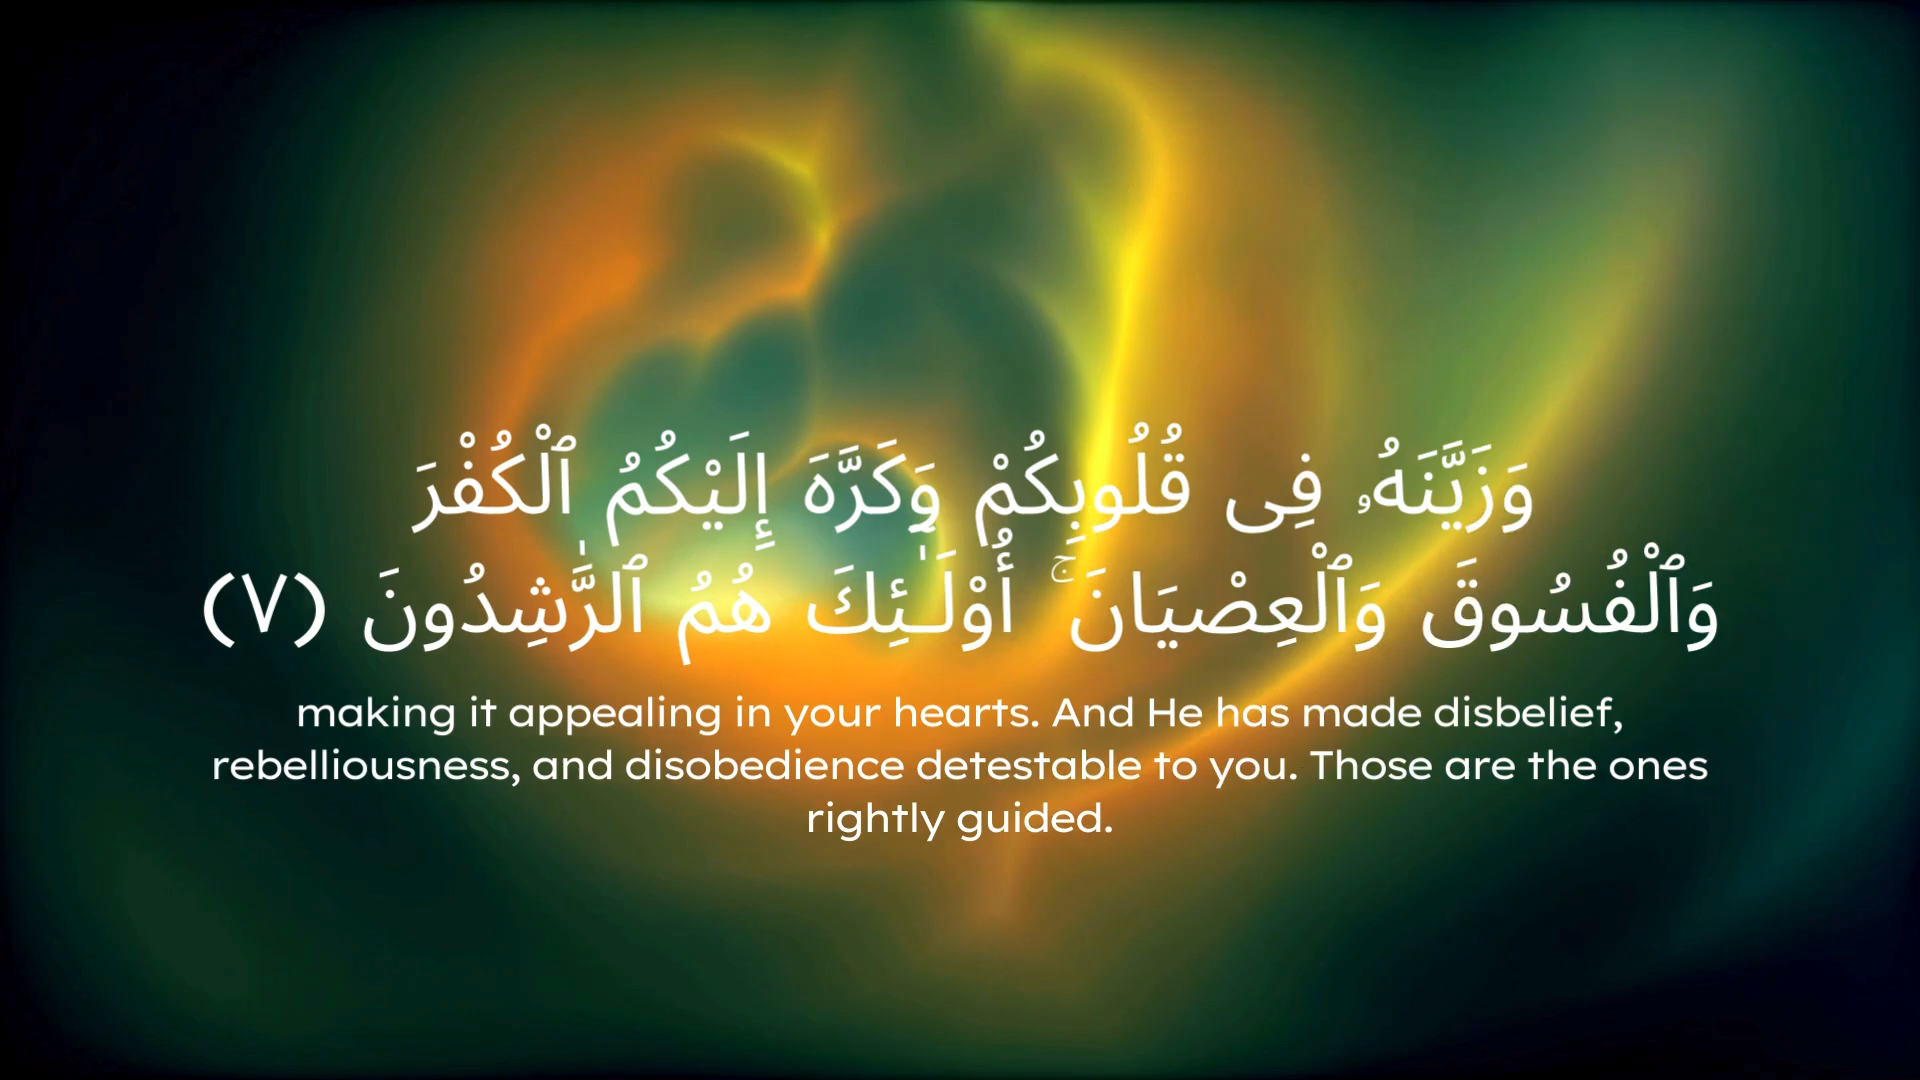 وَزَيَّنَهُۥ فِى قُلُوبِكُمْ وَكَرَّهَ إِلَيْكُمُ ٱلْكُفْرَ
وَٱلْفُسُوقَ وَٱلْعِصْيَانَ ۚ أُو۟لَـٰٓئِكَ هُمُ ٱلرَّٰشِدُونَ (٧)
making it appealing in your hearts. And He has made disbelief,
rebelliousness, and disobedience detestable to you. Those are the ones
rightly guided.